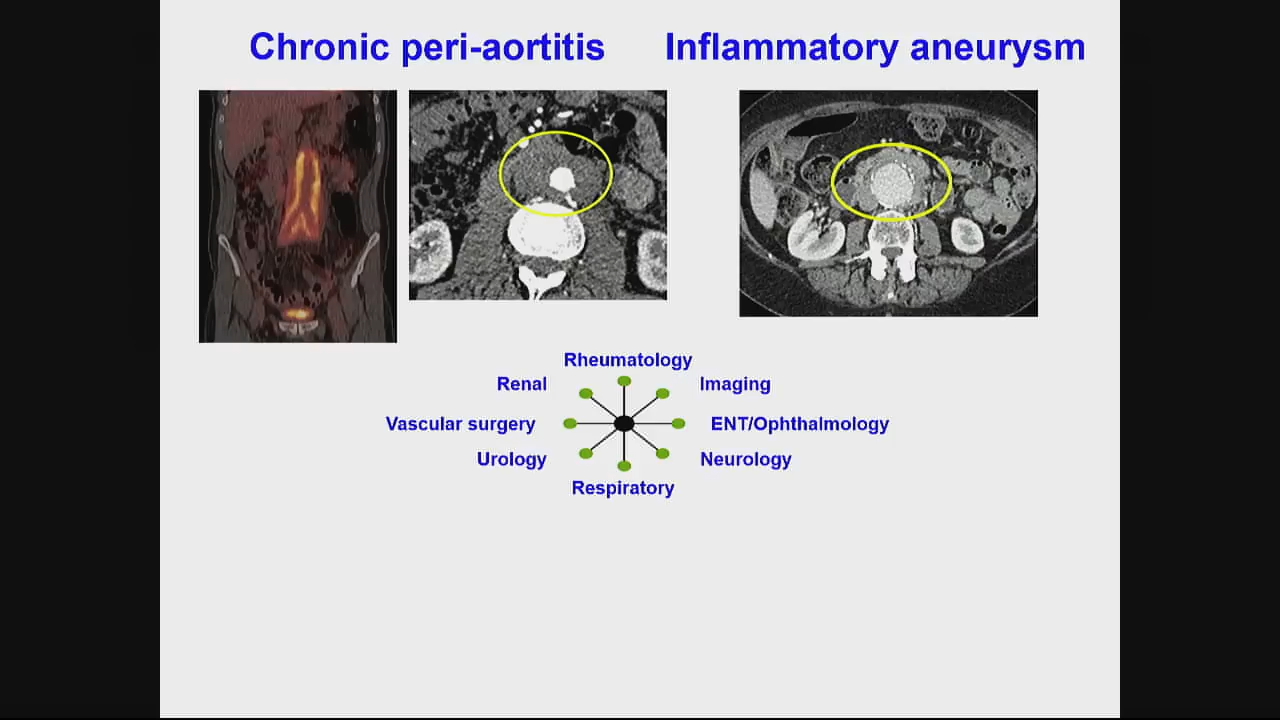 Chronic peri-aortitis
Inflammatory aneurysm
Rheumatology
Renal
Imaging
Vascular surgery
ENT/Ophthalmology
Urology
Neurology
Respiratory